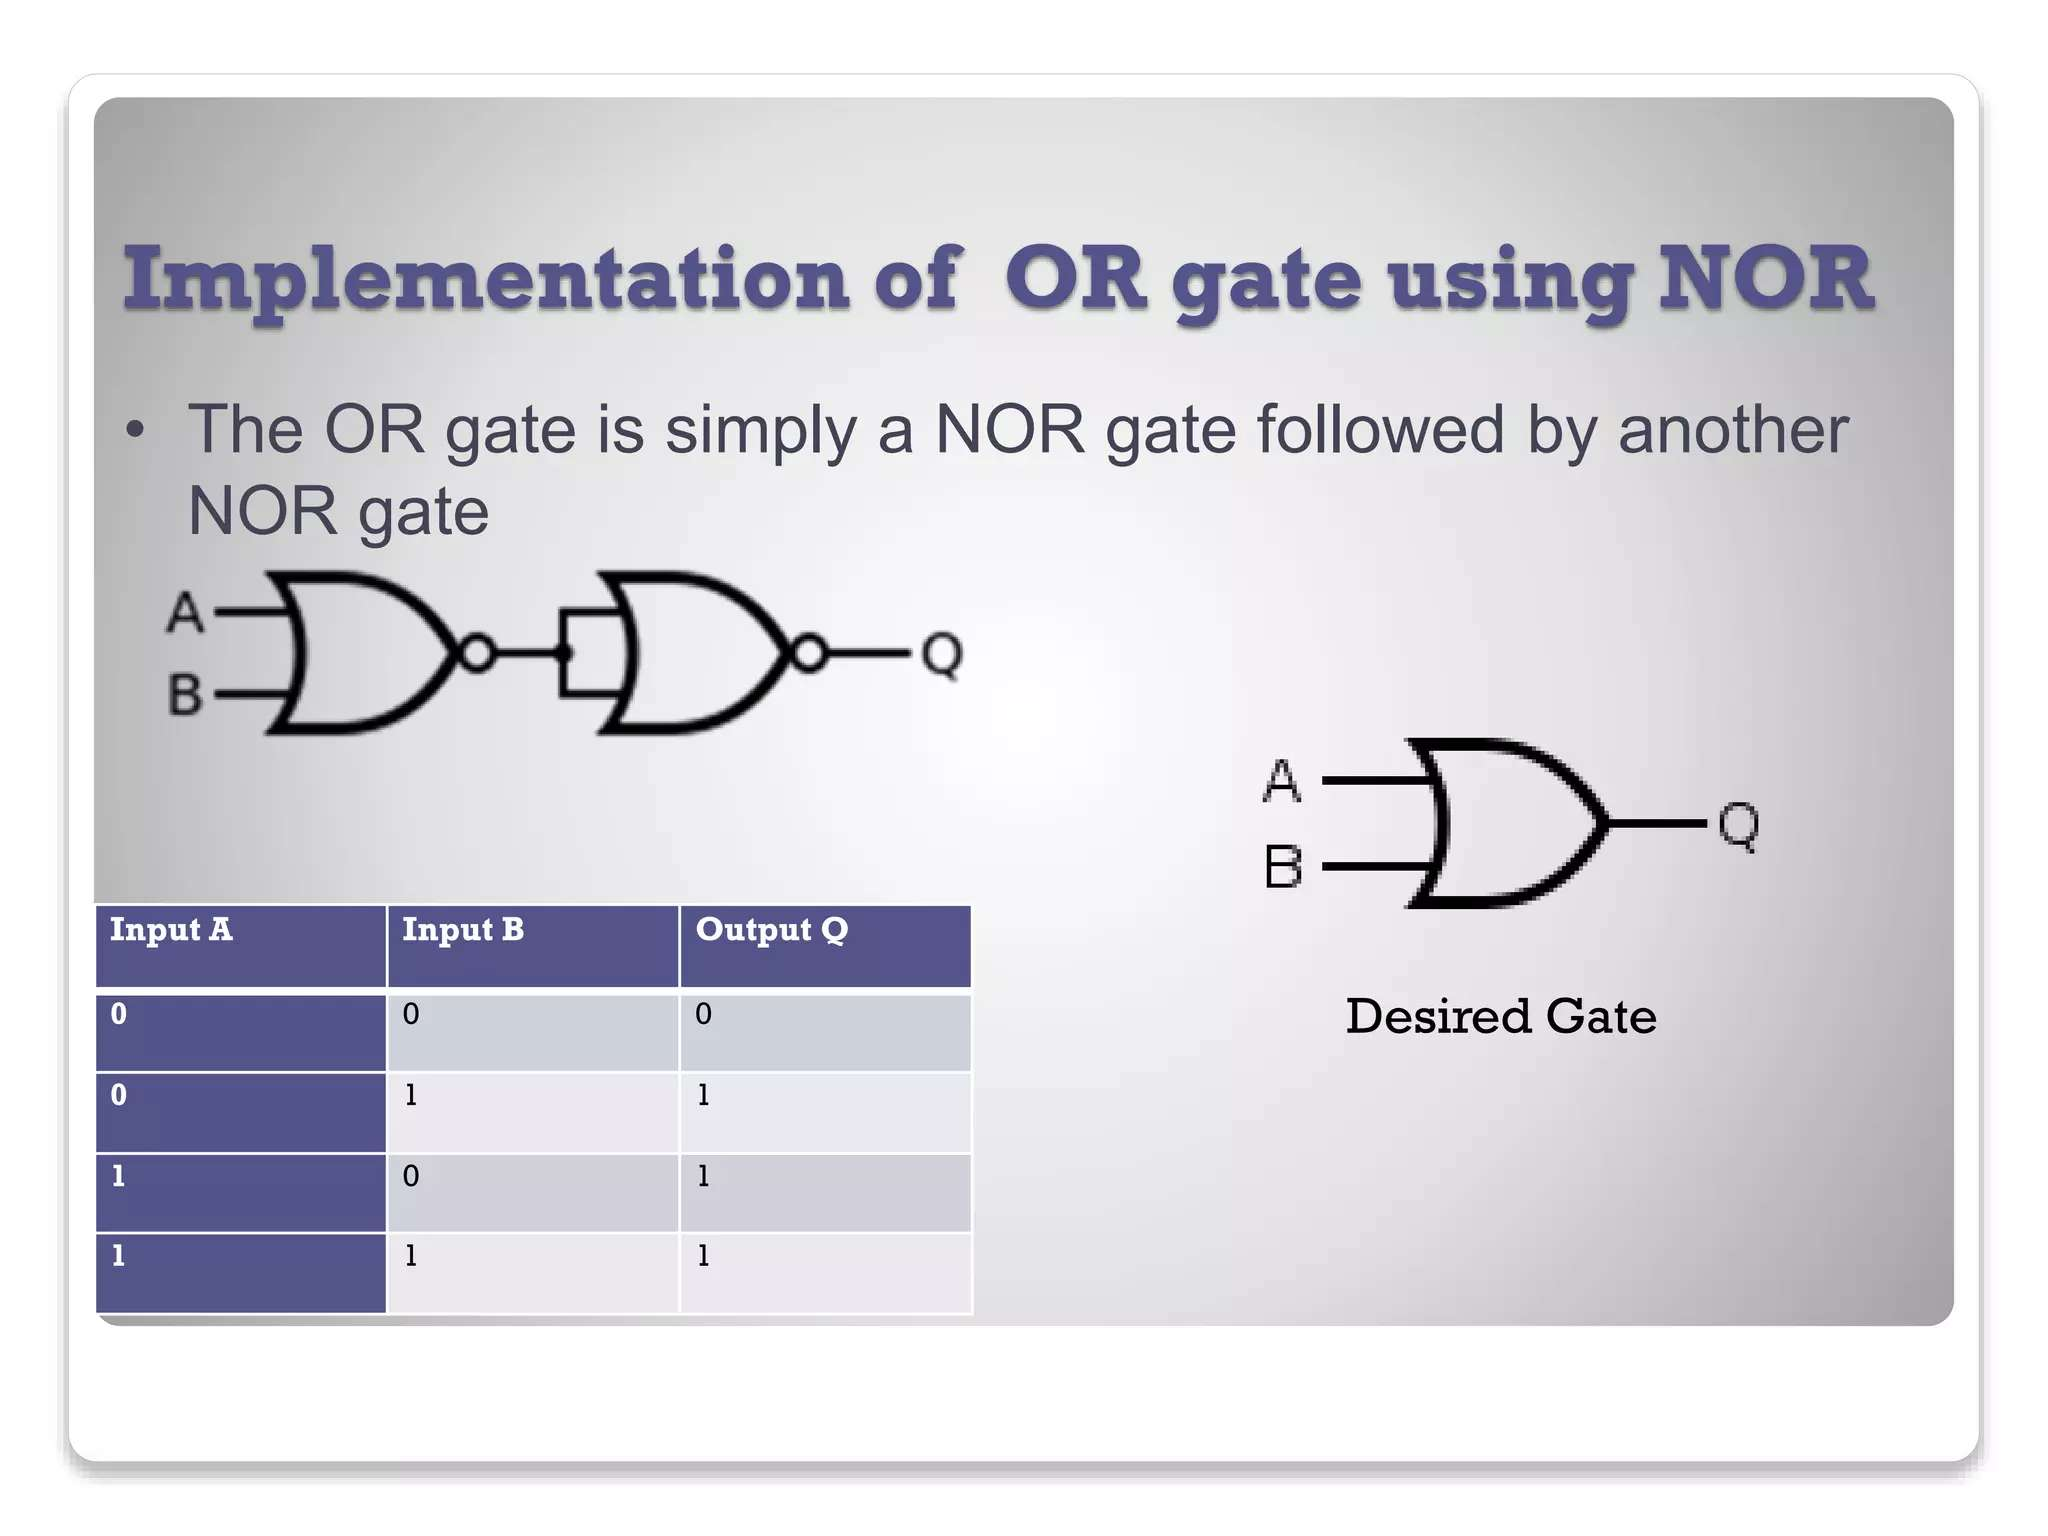 Implementation of  OR gate using NOR
• The OR gate is simply a NOR gate followed by another
NOR gate
A
B
Q
A
B
Q
Desired Gate
Input A Input B Output Q
0 0 0
0 1 1
1 0 1
1 1 1